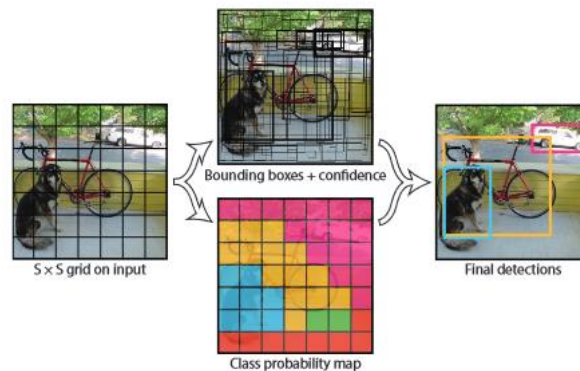 Bounding boxes + confidence
S × S grid on input
Final detections
Class probability map